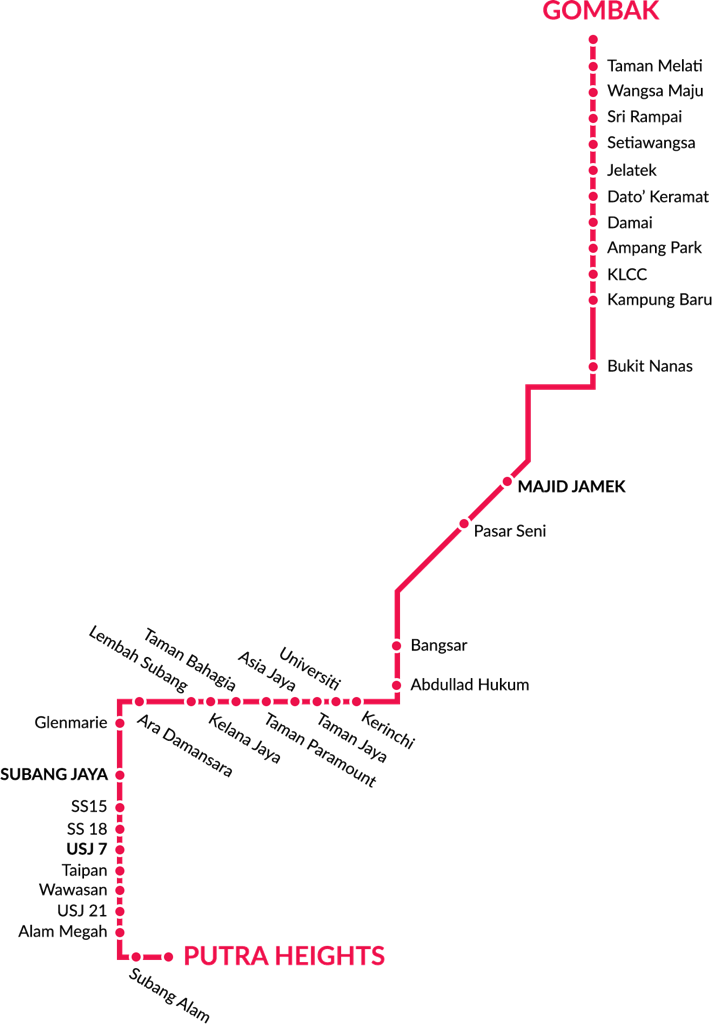 GOMBAK
Taman Melati
Wangsa Maju
Sri Rampai
Setiawangsa
Jelatek
Dato’ Keramat
Damai
Ampang Park
KLCC
Kampung Baru
Bukit Nanas
MAJID JAMEK
Pasar Seni
Bangsar
Abdullad Hukum
Kerinchi
Universiti
Taman Jaya
Asia Jaya
Taman Paramount
Taman Bahagia
Kelana Jaya
Lembah Subang
Ara Damansara
Glenmarie
SUBANG JAYA
SS15
SS 18
USJ 7
Taipan
Wawasan
USJ 21
Alam Megah
Subang Alam
PUTRA HEIGHTS